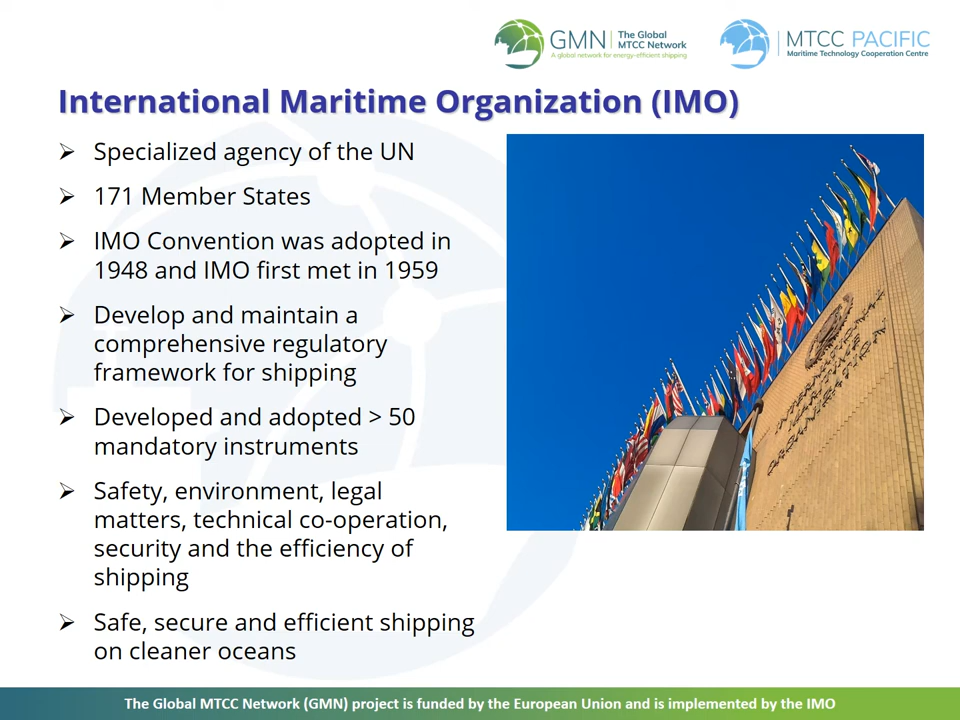 GMN
The Global
MTCC Network
A global network for energy-efficient shipping
MTCC PACIFIC
Maritime Technology Cooperation Centre
International Maritime Organization (IMO)
Specialized agency of the UN
171 Member States
IMO Convention was adopted in
1948 and IMO first met in 1959
Develop and maintain a
comprehensive regulatory
framework for shipping
Developed and adopted > 50
mandatory instruments
Safety, environment, legal
matters, technical co-operation,
security and the efficiency of
shipping
Safe, secure and efficient shipping
on cleaner oceans
INTERNATIONAL
MARITIME
ORGANIZATION
The Global MTCC Network (GMN) project is funded by the European Union and is implemented by the IMO